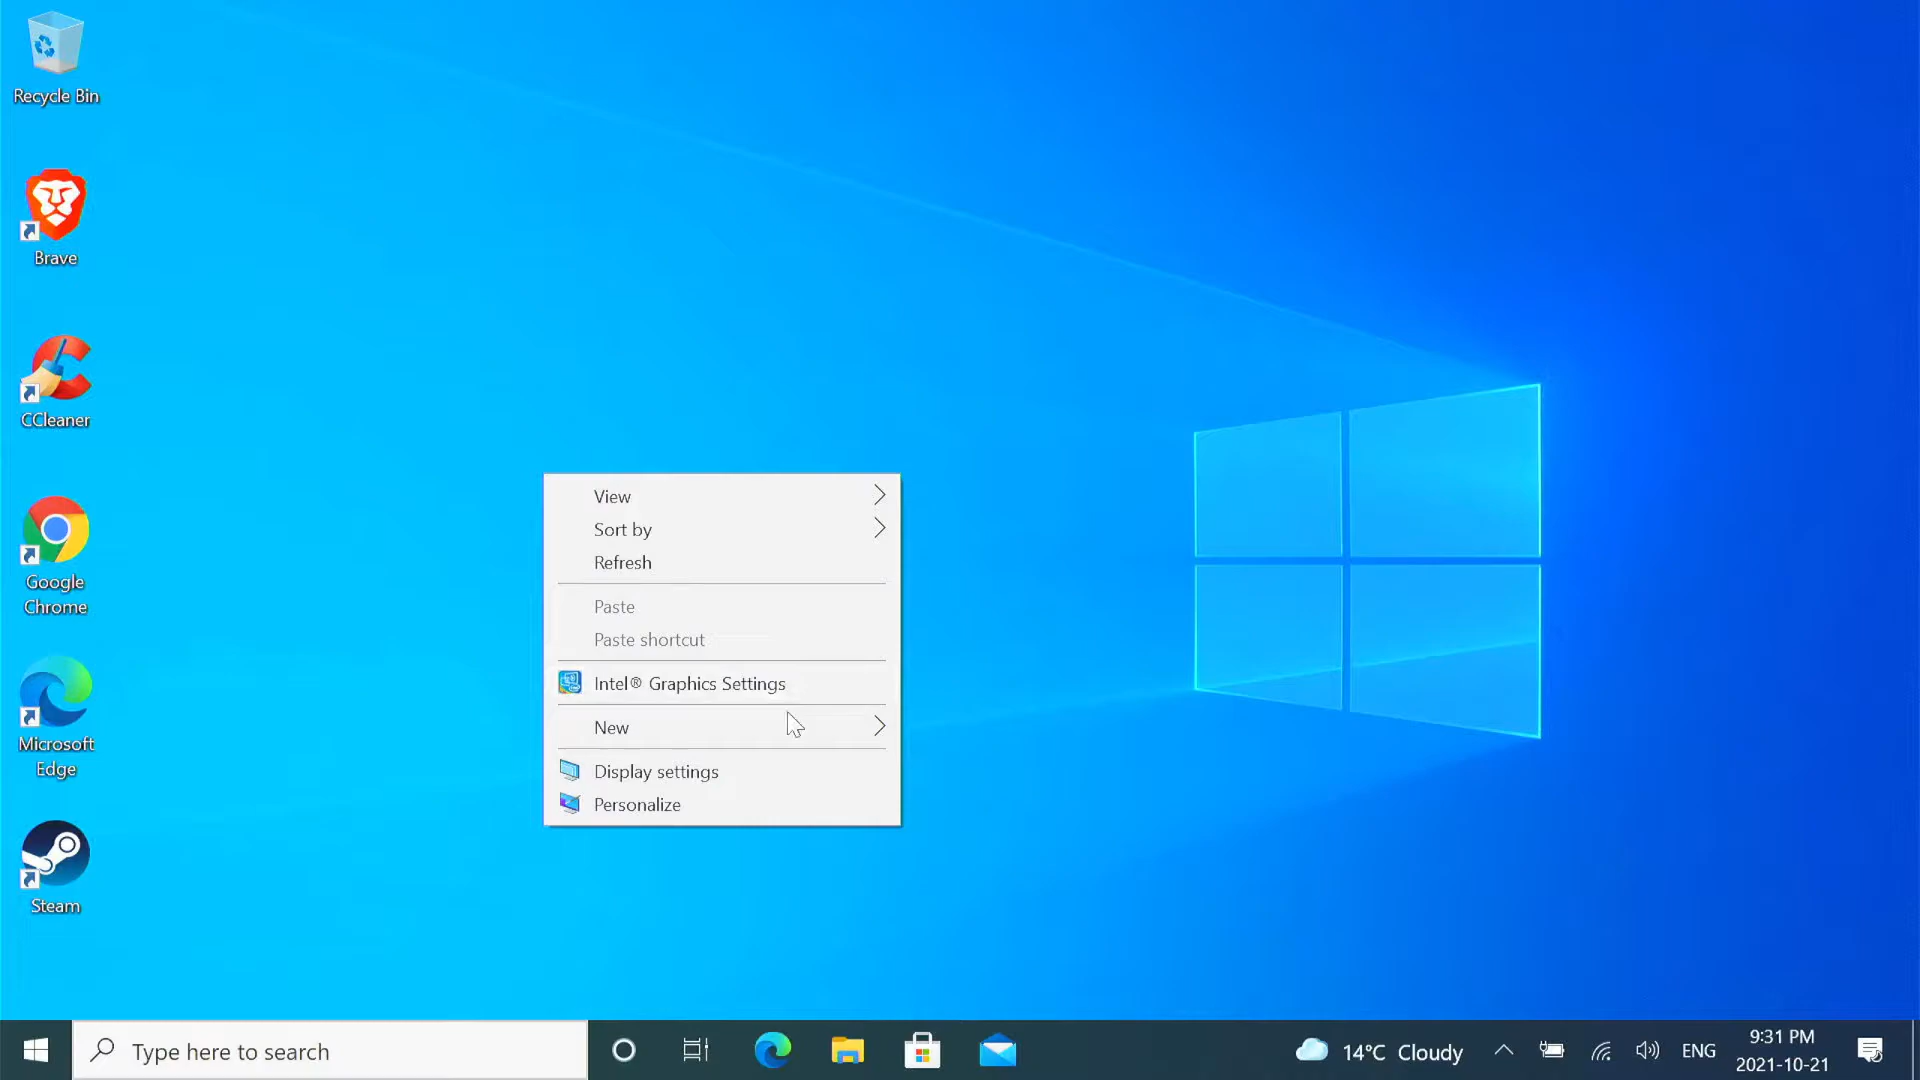 Recycle Bin
Brave
CCleaner
Google
Chrome
Microsoft
Edge
Steam
View
Sort by
Refresh
Paste
Paste shortcut
Intel® Graphics Settings
New
Display settings
Personalize
Type here to search
14°C Cloudy
ENG
9:31 PM
2021-10-21